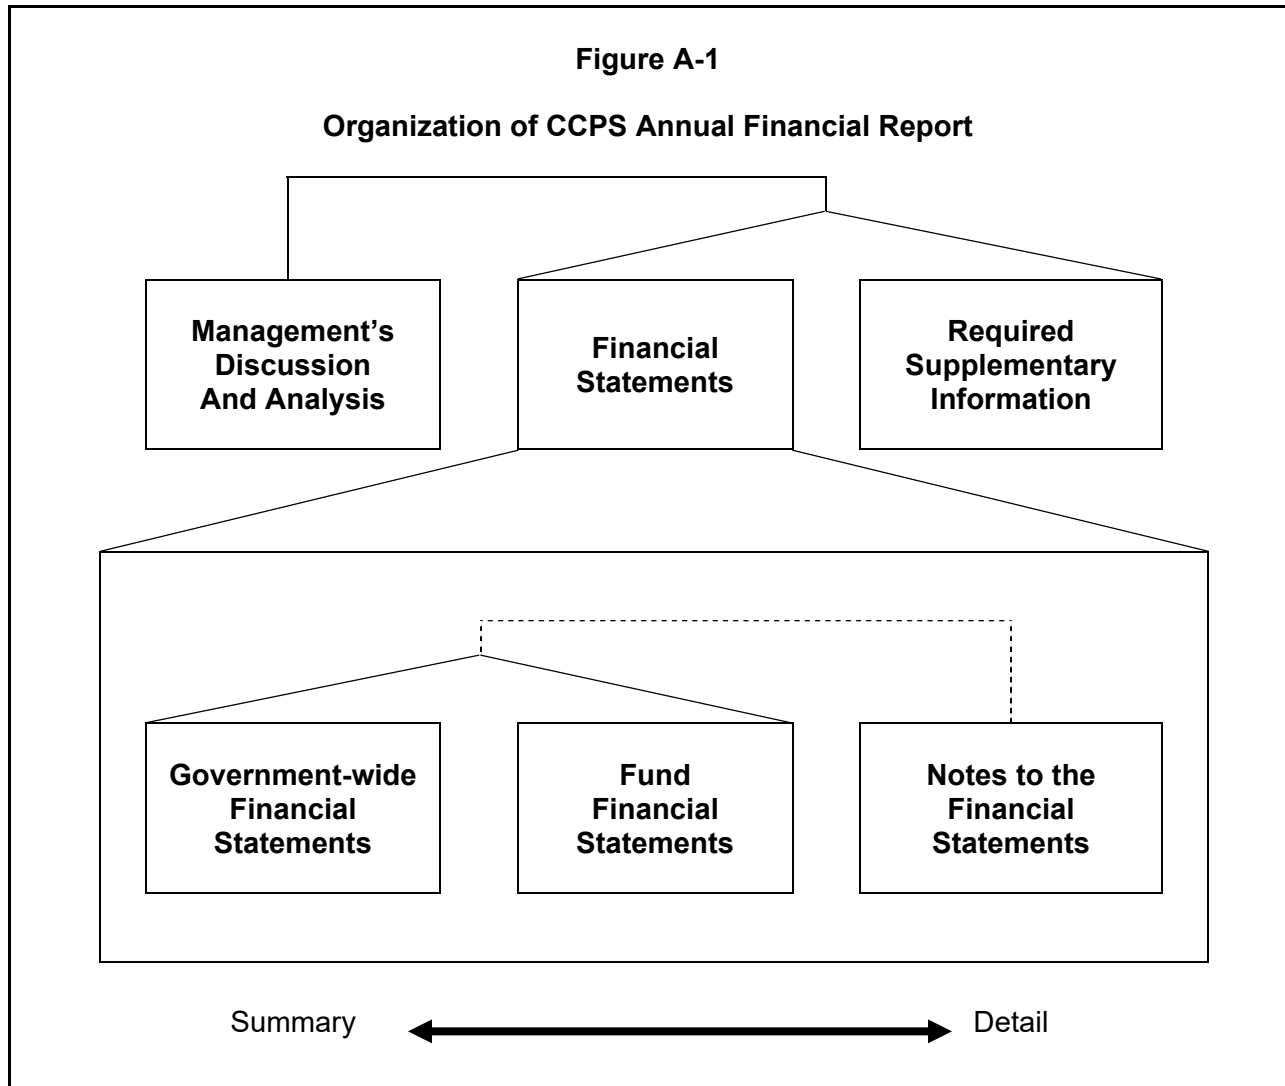 Figure A-1
Organization of CCPS Annual Financial Report
Management’s
Discussion
And Analysis
Financial
Statements
Required
Supplementary
Information
Government-wide
Financial
Statements
Fund
Financial
Statements
Notes to the
Financial
Statements
Summary
Detail